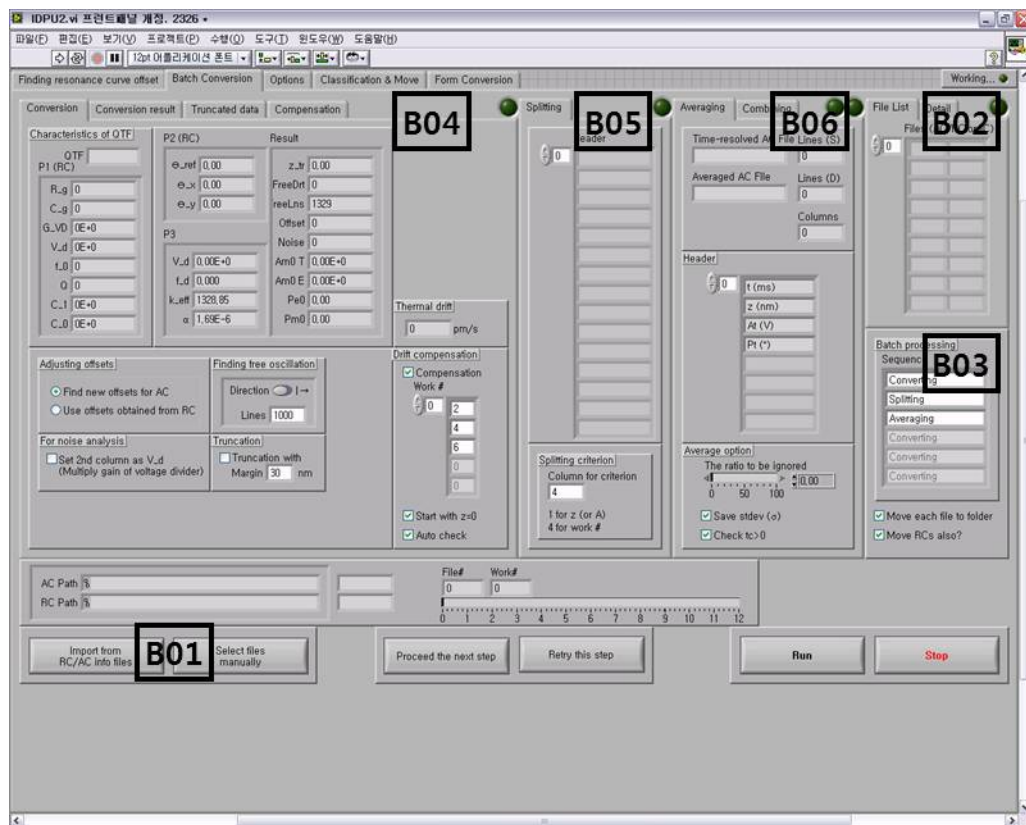 IDPU2.vi 프런트패널 계정. 2326 *
파일(F) 편집(E) 보기(V) 프로젝트(P) 수행(O) 도구(T) 윈도우(W) 도움말(H)
12pt 어플리케이션 폰트
Finding resonance curve offset Batch Conversion Options Classification & Move Form Conversion Working...
Conversion Conversion result Truncated data Compensation
B04
Characteristics of QTF
QTF
P1 (RC)
R_g 0
C_g 0
G_VD 0E+0
V_d 0E+0
f_0 0
Q 0
C_1 0E+0
C_0 0E+0
P2 (RC)
Θ_ref 0,00
Θ_x 0,00
Θ_y 0,00
P3
V_d 0,00E+0
f_d 0,000
k_eff 1328,85
α 1,69E-6
Result
z_tr 0,00
FreeDrt 0
reeLns 1329
Offset 0
Noise 0
Am0 T 0,00E+0
Am0 E 0,00E+0
Pe0 0,00
Pm0 0,00
Adjusting offsets
Find new offsets for AC
Use offsets obtained from RC
Finding free oscillation
Direction |→
Lines 1000
For noise analysis
Set 2nd column as V_d
(Multiply gain of voltage divider)
Truncation
Truncation with
Margin 30 nm
Thermal drift
0 pm/s
Drift compensation
Compensation
Work #
0
2
4
6
0
0
Start with z=0
Auto check
Splitting
B05
eader
0
Splitting criterion
Column for criterion
4
1 for z (or A)
4 for work #
Averaging Combining
B06
Time-resolved A File Lines (S)
0
Averaged AC File Lines (D)
0
Columns
0
Header
0
t (ms)
z (nm)
At (V)
Pt (°)
Average option
The ratio to be ignored
0 50 100
0,00
Save stdev (σ)
Check tc>0
File List Detail
B02
Files
0
Batch processing
Sequenc
B03
Converting
Splitting
Averaging
Converting
Converting
Converting
Move each file to folder
Move RCs also?
AC Path %
RC Path %
File# Work#
0 0
0 1 2 3 4 5 6 7 8 9 10 11 12
Import from
RC/AC info files
B01
Select files
manually
Proceed the next step
Retry this step
Run
Stop